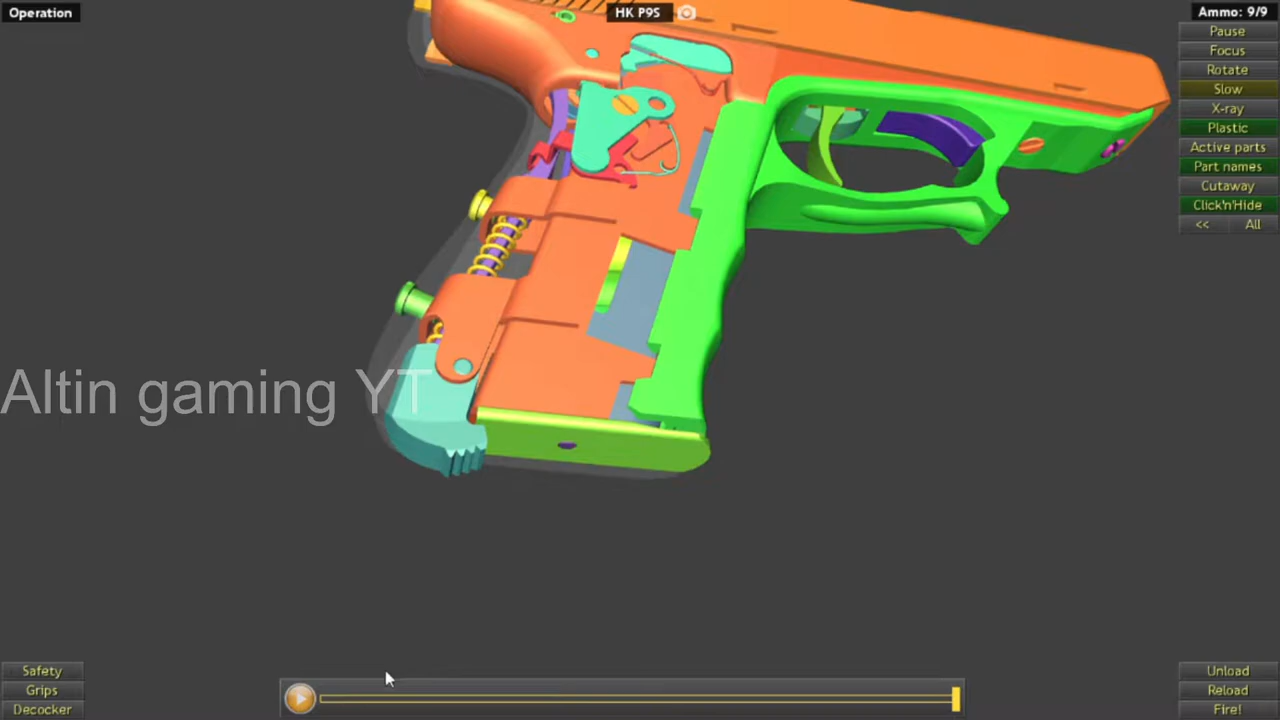 Operation
HK P9S
Ammo: 9/9
Pause
Focus
Rotate
Slow
X-ray
Plastic
Active parts
Part names
Cutaway
Click'n'Hide
<< All
Altin gaming YT
Safety
Grips
Decocker
Unload
Reload
Fire!